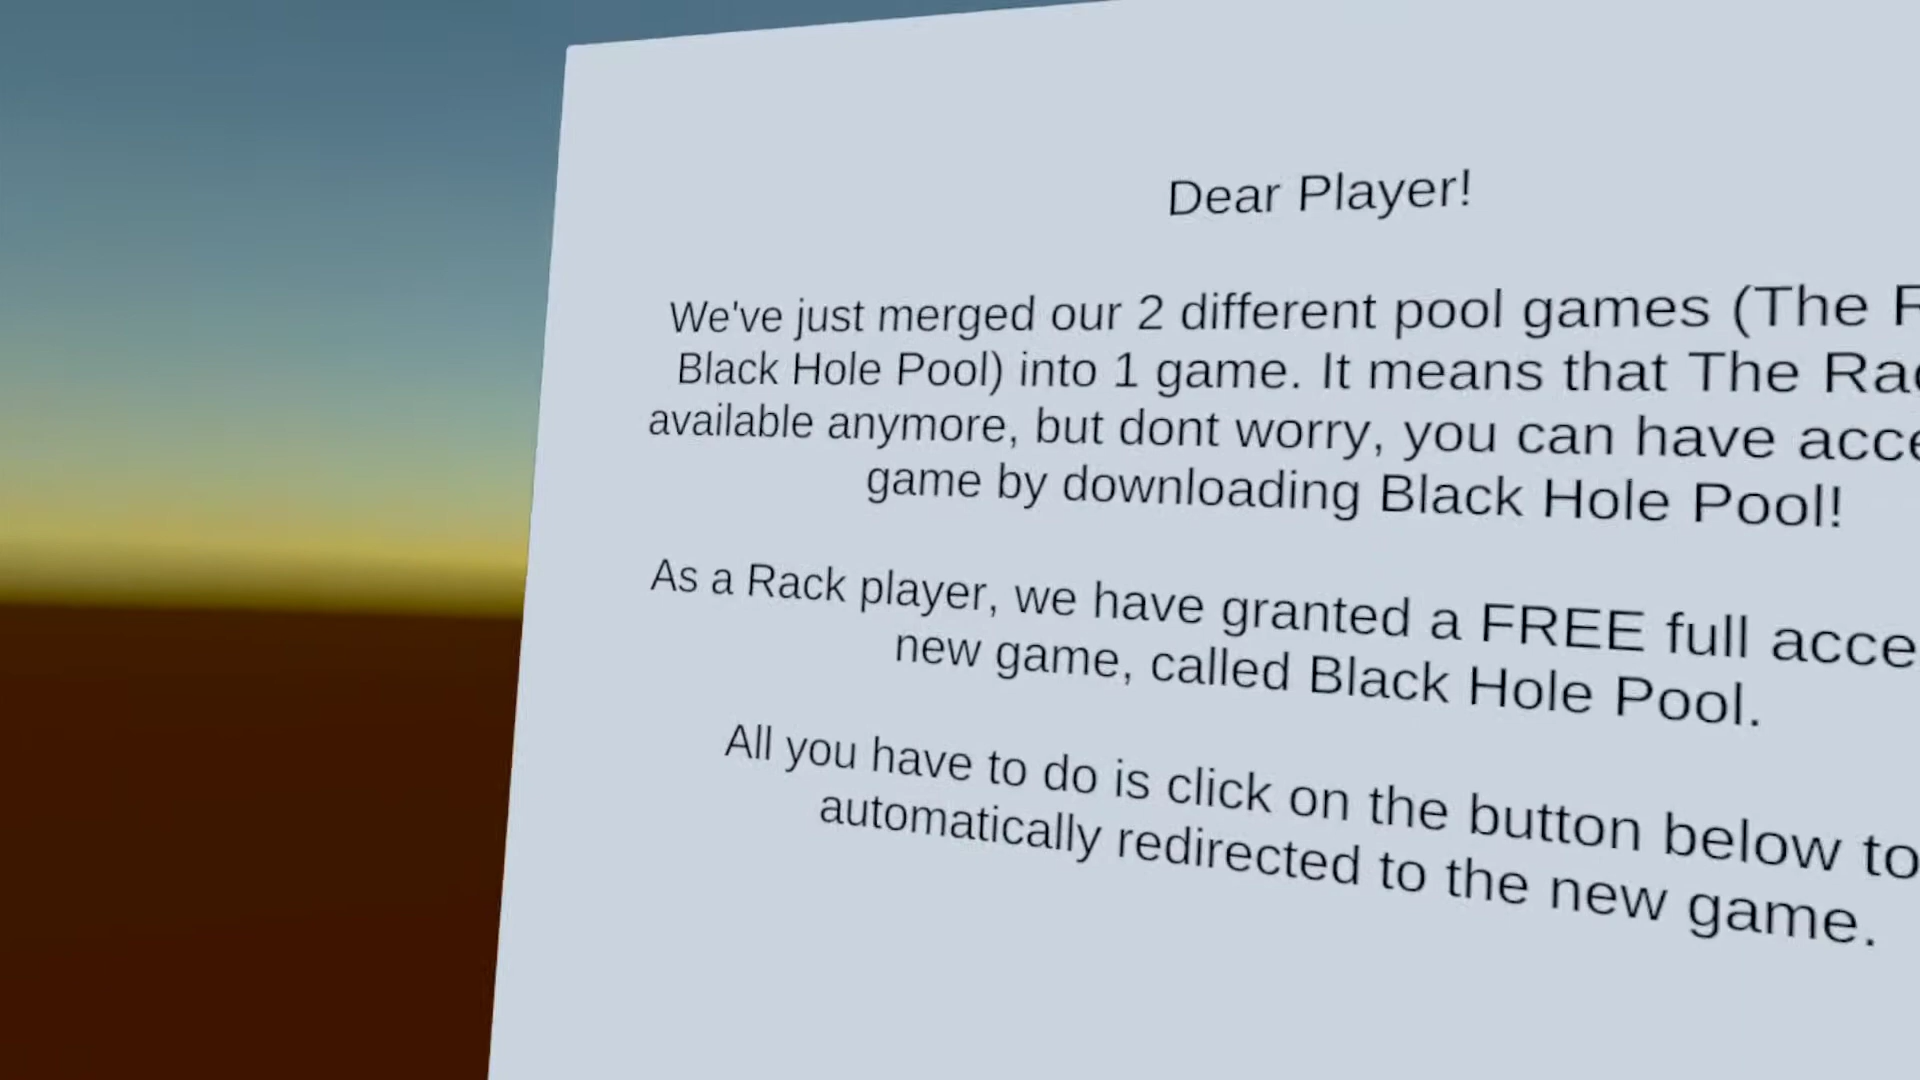 Dear Player!
We've just merged our 2 different pool games (The
Black Hole Pool) into 1 game. It means that The
available anymore, but dont worry, you can have
game by downloading Black Hole Pool!
As a Rack player, we have granted a FREE full
new game, called Black Hole Pool.
All you have to do is click on the button below to
automatically redirected to the new game.